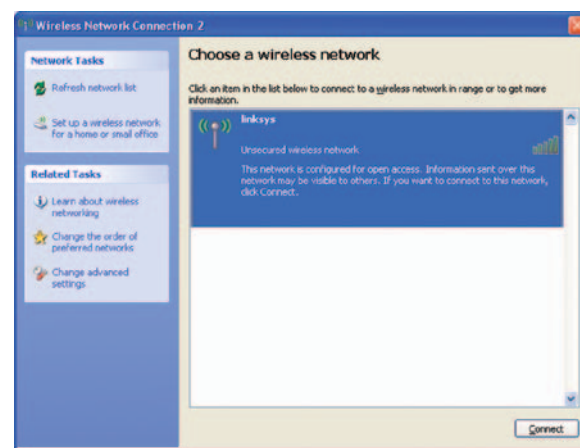 Wireless Network Connection 2
Network Tasks
Refresh network list
Set up a wireless network
for a home or small office
Related Tasks
Learn about wireless
networking
Change the order of
preferred networks
Change advanced
settings
Choose a wireless network
Click an item in the list below to connect to a wireless network in range or to get more
information.
linksys
Unsecured wireless network
This network is configured for open access. Information sent over this
network may be visible to others. If you want to connect to this network,
click Connect.
Connect